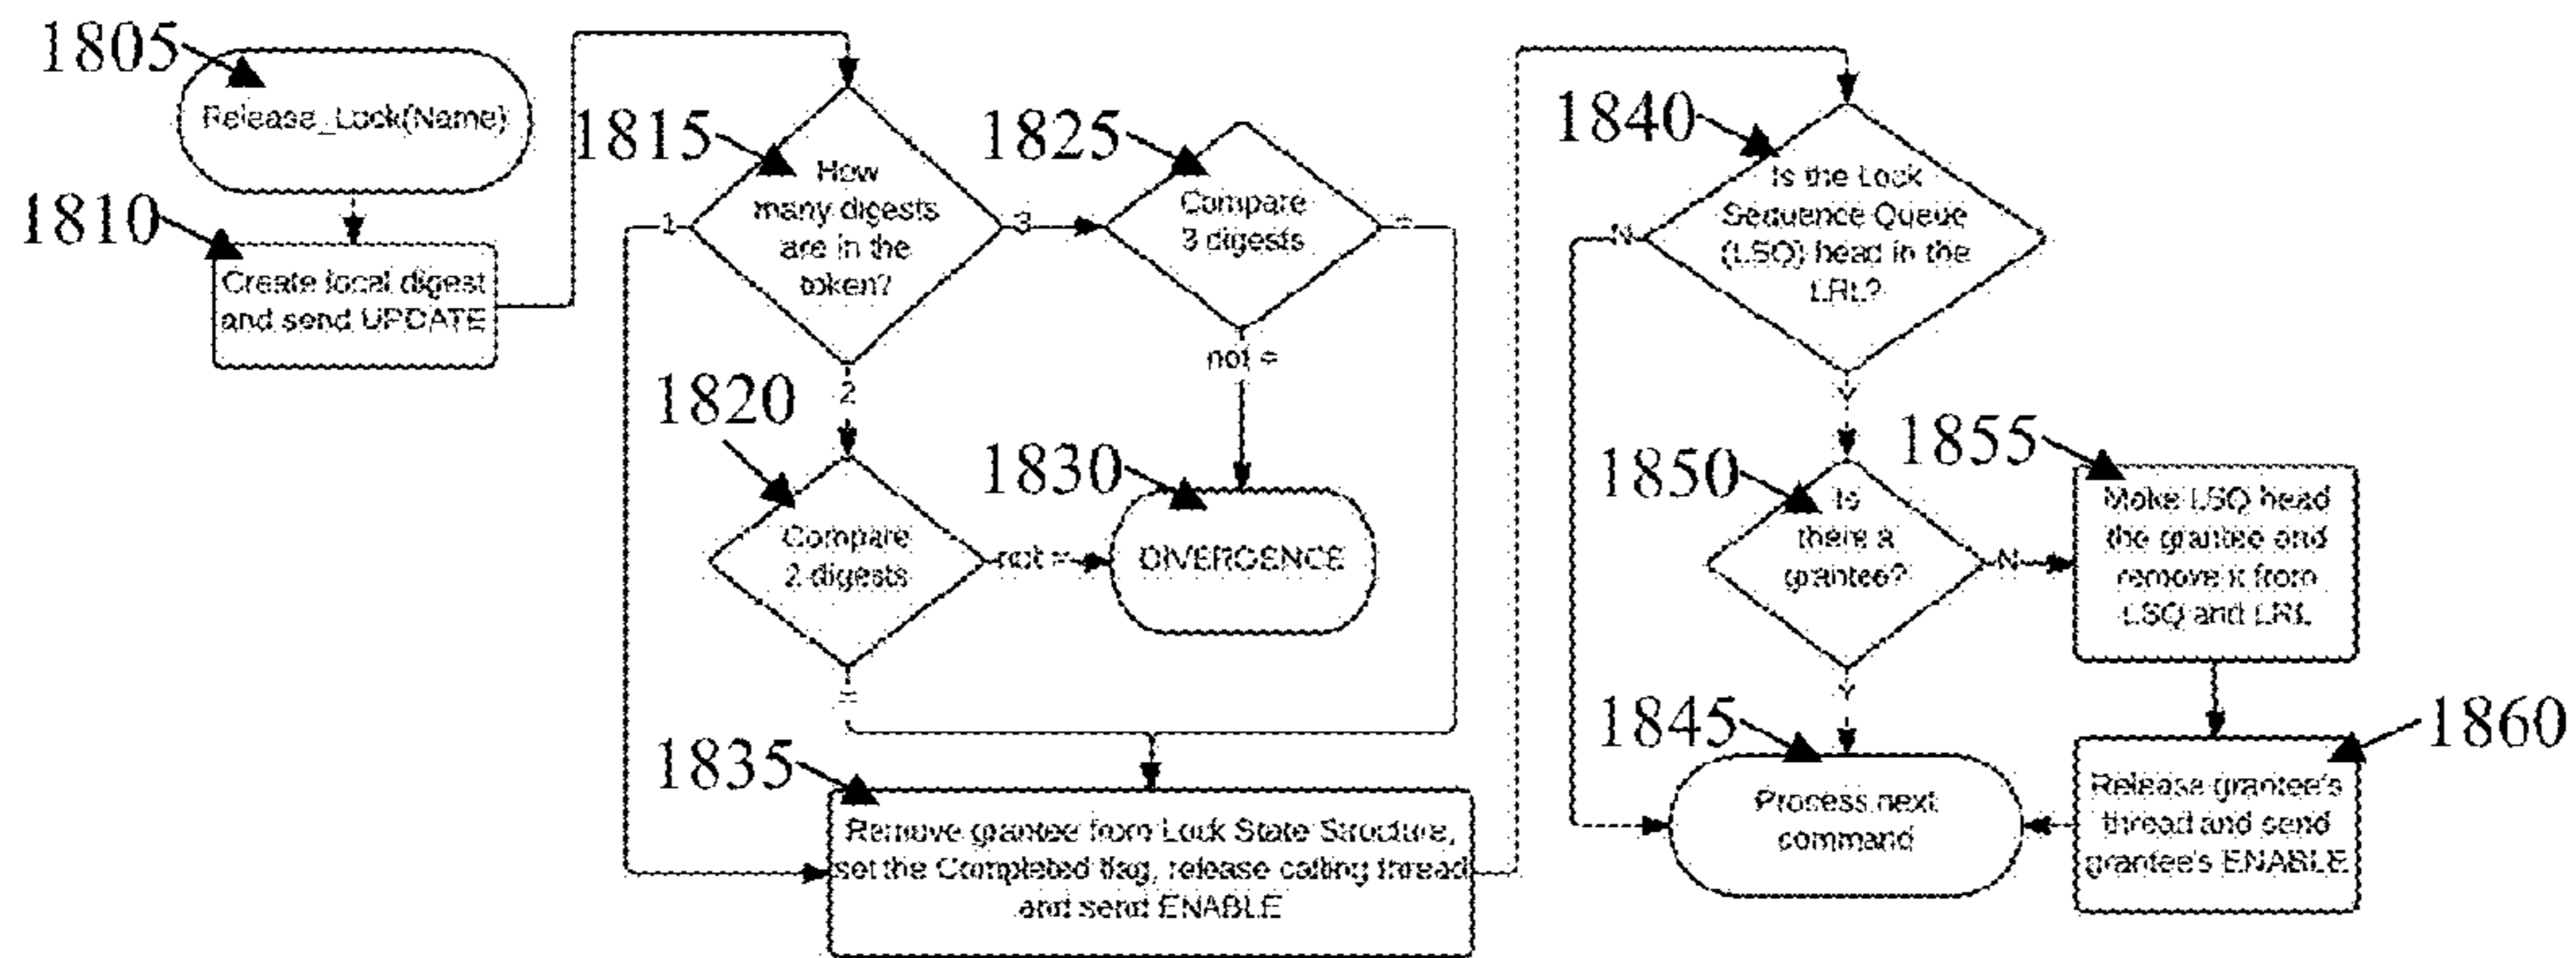 1805
Release_Lock(Name)
1810
Create local digest
and send UPDATE
1815
How
many digests
are in the
token?
1
3
2
1825
Compare
3 digests
=
not =
1820
Compare
2 digests
not =
=
1830
DIVERGENCE
1835
Remove grantee from Lock State Structure,
set the Completed flag, release calling thread
and send ENABLE
1840
Is the Lock
Sequence Queue
(LSQ) head in the
LRL?
N
Y
1850
Is
there a
grantee?
N
Y
1855
Make LSQ head
the grantee and
remove it from
LSQ and LRL
1845
Process next
command
1860
Release grantee's
thread and send
grantee's ENABLE